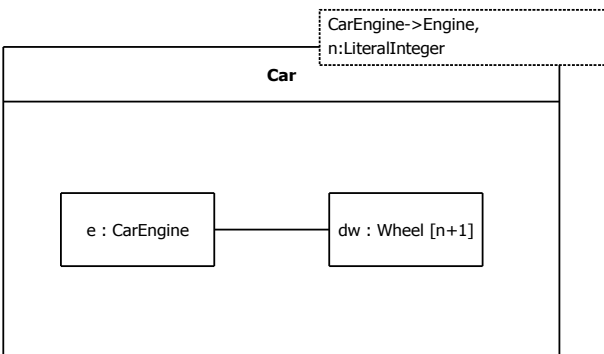 CarEngine->Engine,
n:LiteralInteger
Car
e : CarEngine
dw : Wheel [n+1]